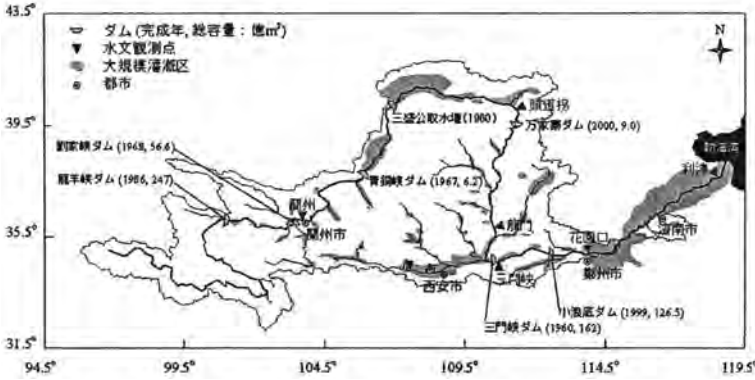 43.5°
ダム (完成年, 総容量：億m³)
水文観測点
大規模灌漑区
都市
N
39.5°
三盛公取水堰(1960)
頭道拐
万家寨ダム (2000, 9.0)
劉家峡ダム (1968, 56.6)
龍羊峡ダム (1986, 247)
青銅峡ダム (1967, 6.2)
渤海湾
利津
蘭州
蘭州市
35.5°
龍門
花園口
済南市
鄭州市
西安市
三門峡
小浪底ダム (1999, 126.5)
三門峡ダム (1960, 162)
31.5°
94.5°
99.5°
104.5°
109.5°
114.5°
119.5°